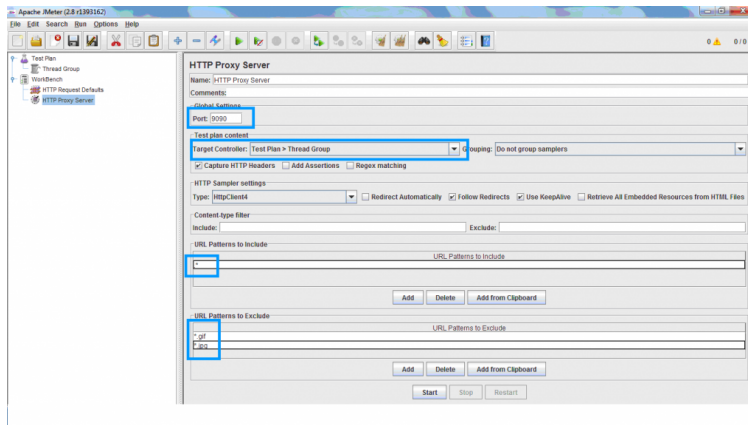 Apache JMeter (2.8 r1393162)
File Edit Search Run Options Help
0 0/0
Test Plan
Thread Group
WorkBench
HTTP Request Defaults
HTTP Proxy Server
HTTP Proxy Server
Name: HTTP Proxy Server
Comments:
Global Settings
Port: 9090
Test plan content
Target Controller: Test Plan > Thread Group Grouping: Do not group samplers
Capture HTTP Headers Add Assertions Regex matching
HTTP Sampler settings
Type: HttpClient4 Redirect Automatically Follow Redirects Use KeepAlive Retrieve All Embedded Resources from HTML Files
Content-type filter
Include: Exclude:
URL Patterns to Include
URL Patterns to Include
.*
Add Delete Add from Clipboard
URL Patterns to Exclude
URL Patterns to Exclude
*.gif
*.jpg
Add Delete Add from Clipboard
Start Stop Restart